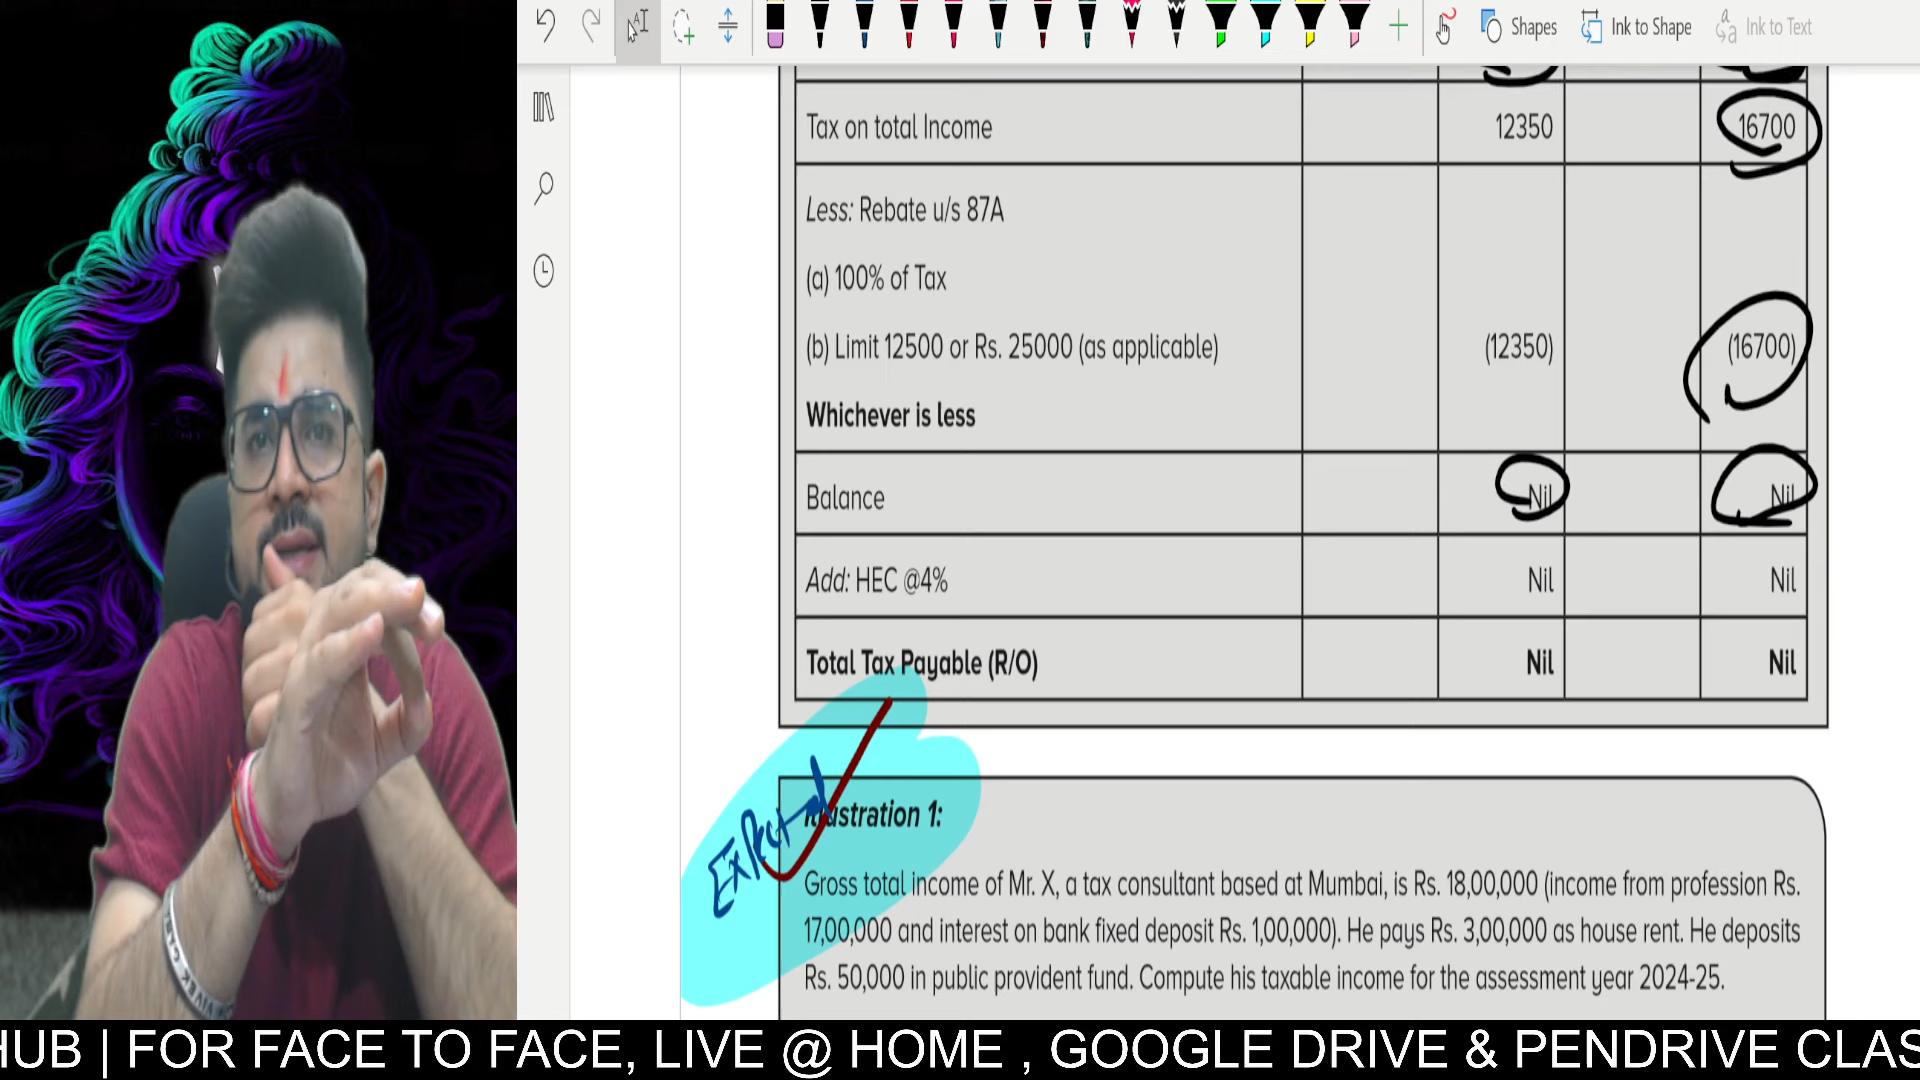 Shapes
Ink to Shape
Ink to Text
Tax on total Income 12350 16700
Less: Rebate u/s 87A
(a) 100% of Tax
(b) Limit 12500 or Rs. 25000 (as applicable) (12350) (16700)
Whichever is less
Balance Nil Nil
Add: HEC @4% Nil Nil
Total Tax Payable (R/O) Nil Nil
Expected
Illustration 1:
Gross total income of Mr. X, a tax consultant based at Mumbai, is Rs. 18,00,000 (income from profession Rs.
17,00,000 and interest on bank fixed deposit Rs. 1,00,000). He pays Rs. 3,00,000 as house rent. He deposits
Rs. 50,000 in public provident fund. Compute his taxable income for the assessment year 2024-25.
HUB | FOR FACE TO FACE, LIVE @ HOME , GOOGLE DRIVE & PENDRIVE CLAS